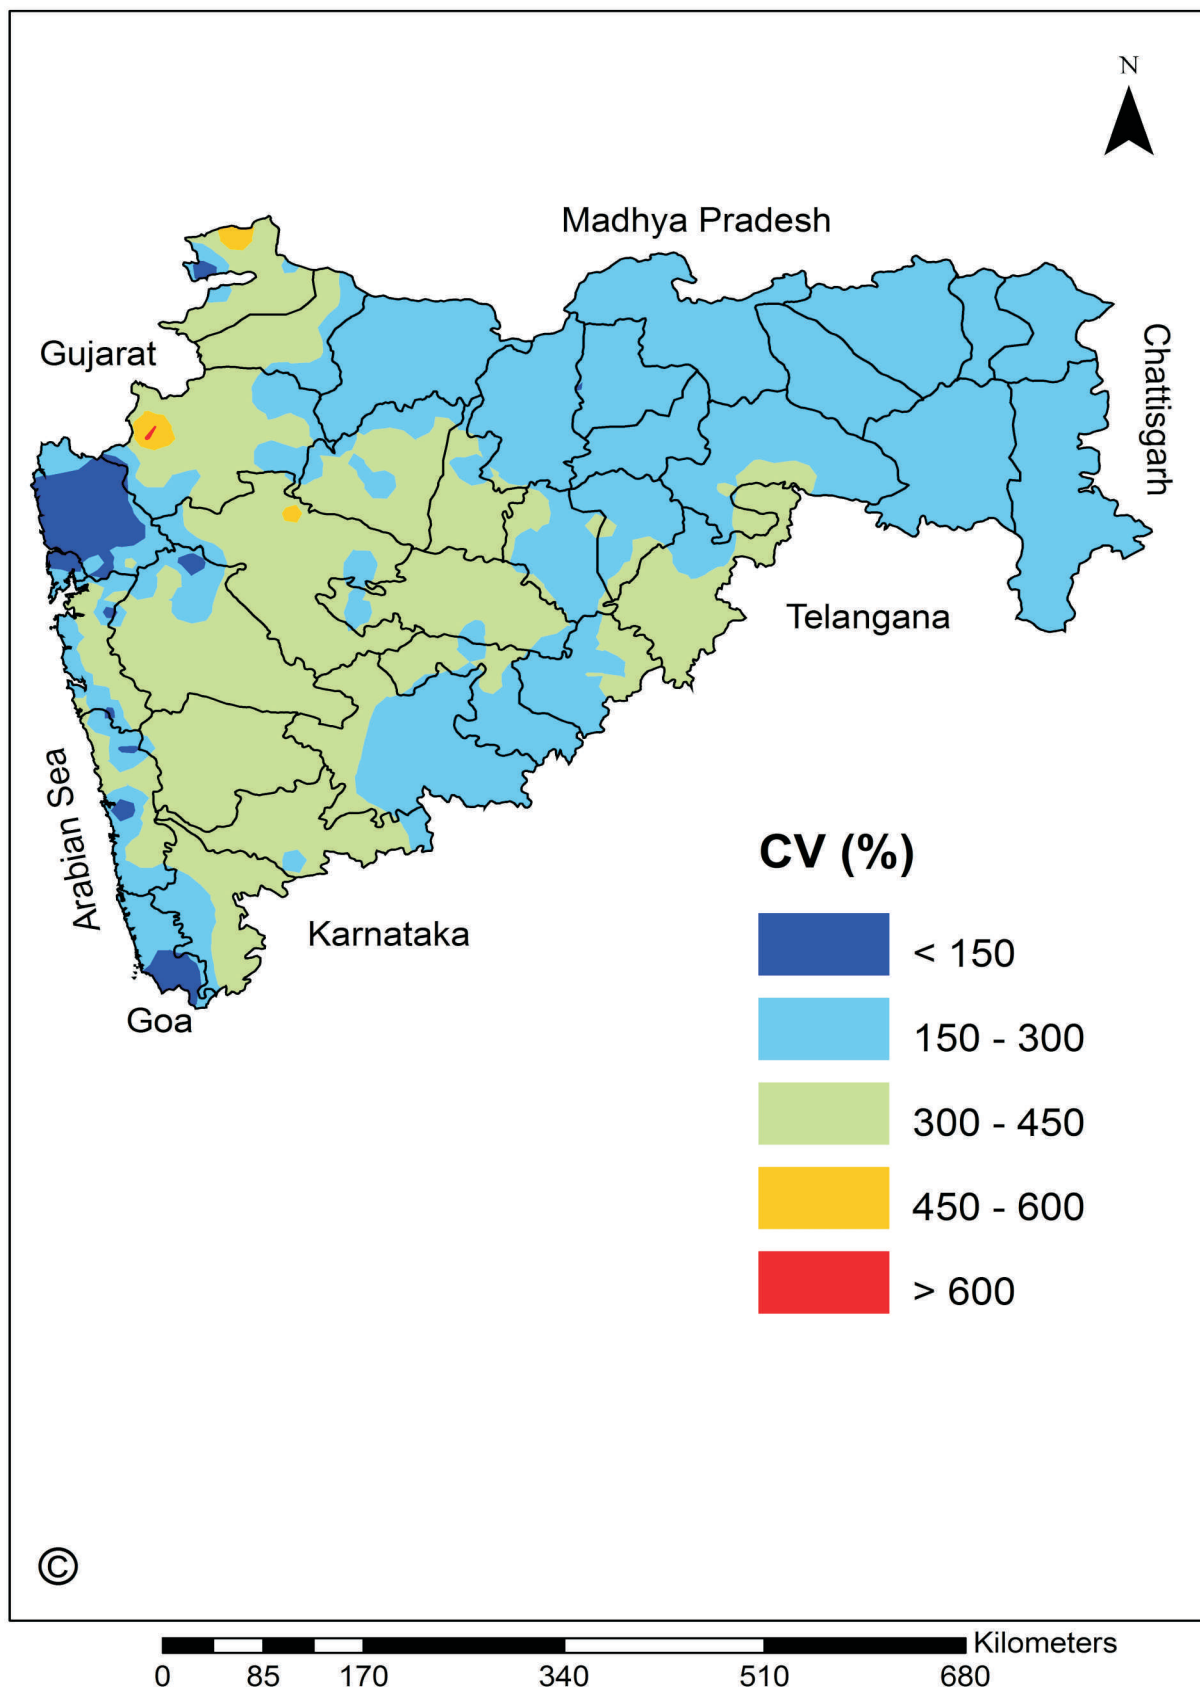 N
Madhya Pradesh
Gujarat
Chattisgarh
Telangana
Arabian Sea
Karnataka
Goa
CV (%)
< 150
150 - 300
300 - 450
450 - 600
> 600
©
Kilometers
0 85 170 340 510 680